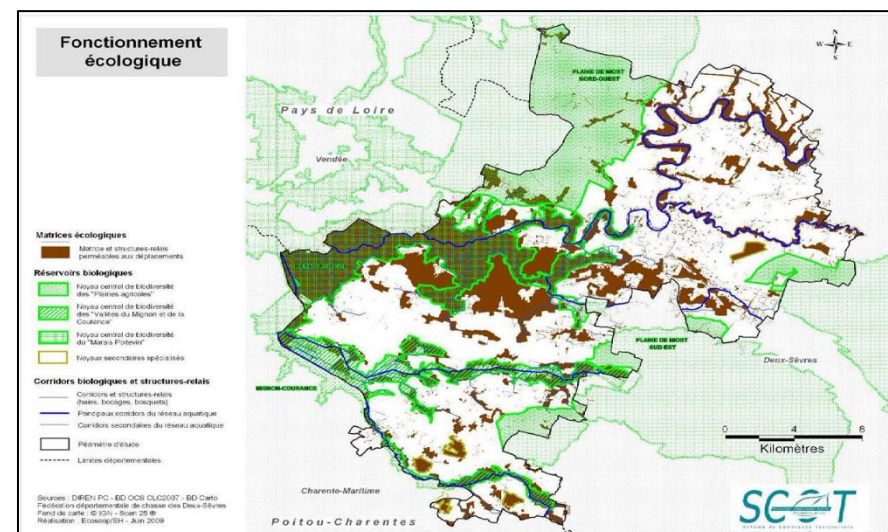 Fonctionnement
écologique
Matrices écologiques
Matrice et structures-relais
perméables aux déplacements
Réservoirs biologiques
Noyau central de biodiversité
des "Plaines agricoles"
Noyau central de biodiversité
des "Vallées du Mignon et de la
Courance"
Noyau central de biodiversité
du "Marais Poitevin"
Noyaux secondaires spécialisés
Corridors biologiques et structures-relais
Corridors et structures-relais
(haies, bocages, bosquets)
Principaux corridors du réseau aquatique
Corridors secondaires du réseau aquatique
Périmètre d'étude
Limites départementales
Sources : DIREN PC - BD OCS CLC2007 - BD Carto
Fédération départementale de chasse des Deux-Sèvres
Fond de carte : © IGN - Scan 25 ®
Réalisation : Ecoscop/EH - Juin 2009
N
W E
S
PLAINE DE NIORT
NORD-OUEST
Pays de Loire
Vendée
PLAINE DE NIORT
SUD EST
Deux-Sèvres
MIGNON-COURANCE
0 4 8
Kilomètres
Charente-Maritime
Poitou-Charentes
SCOT